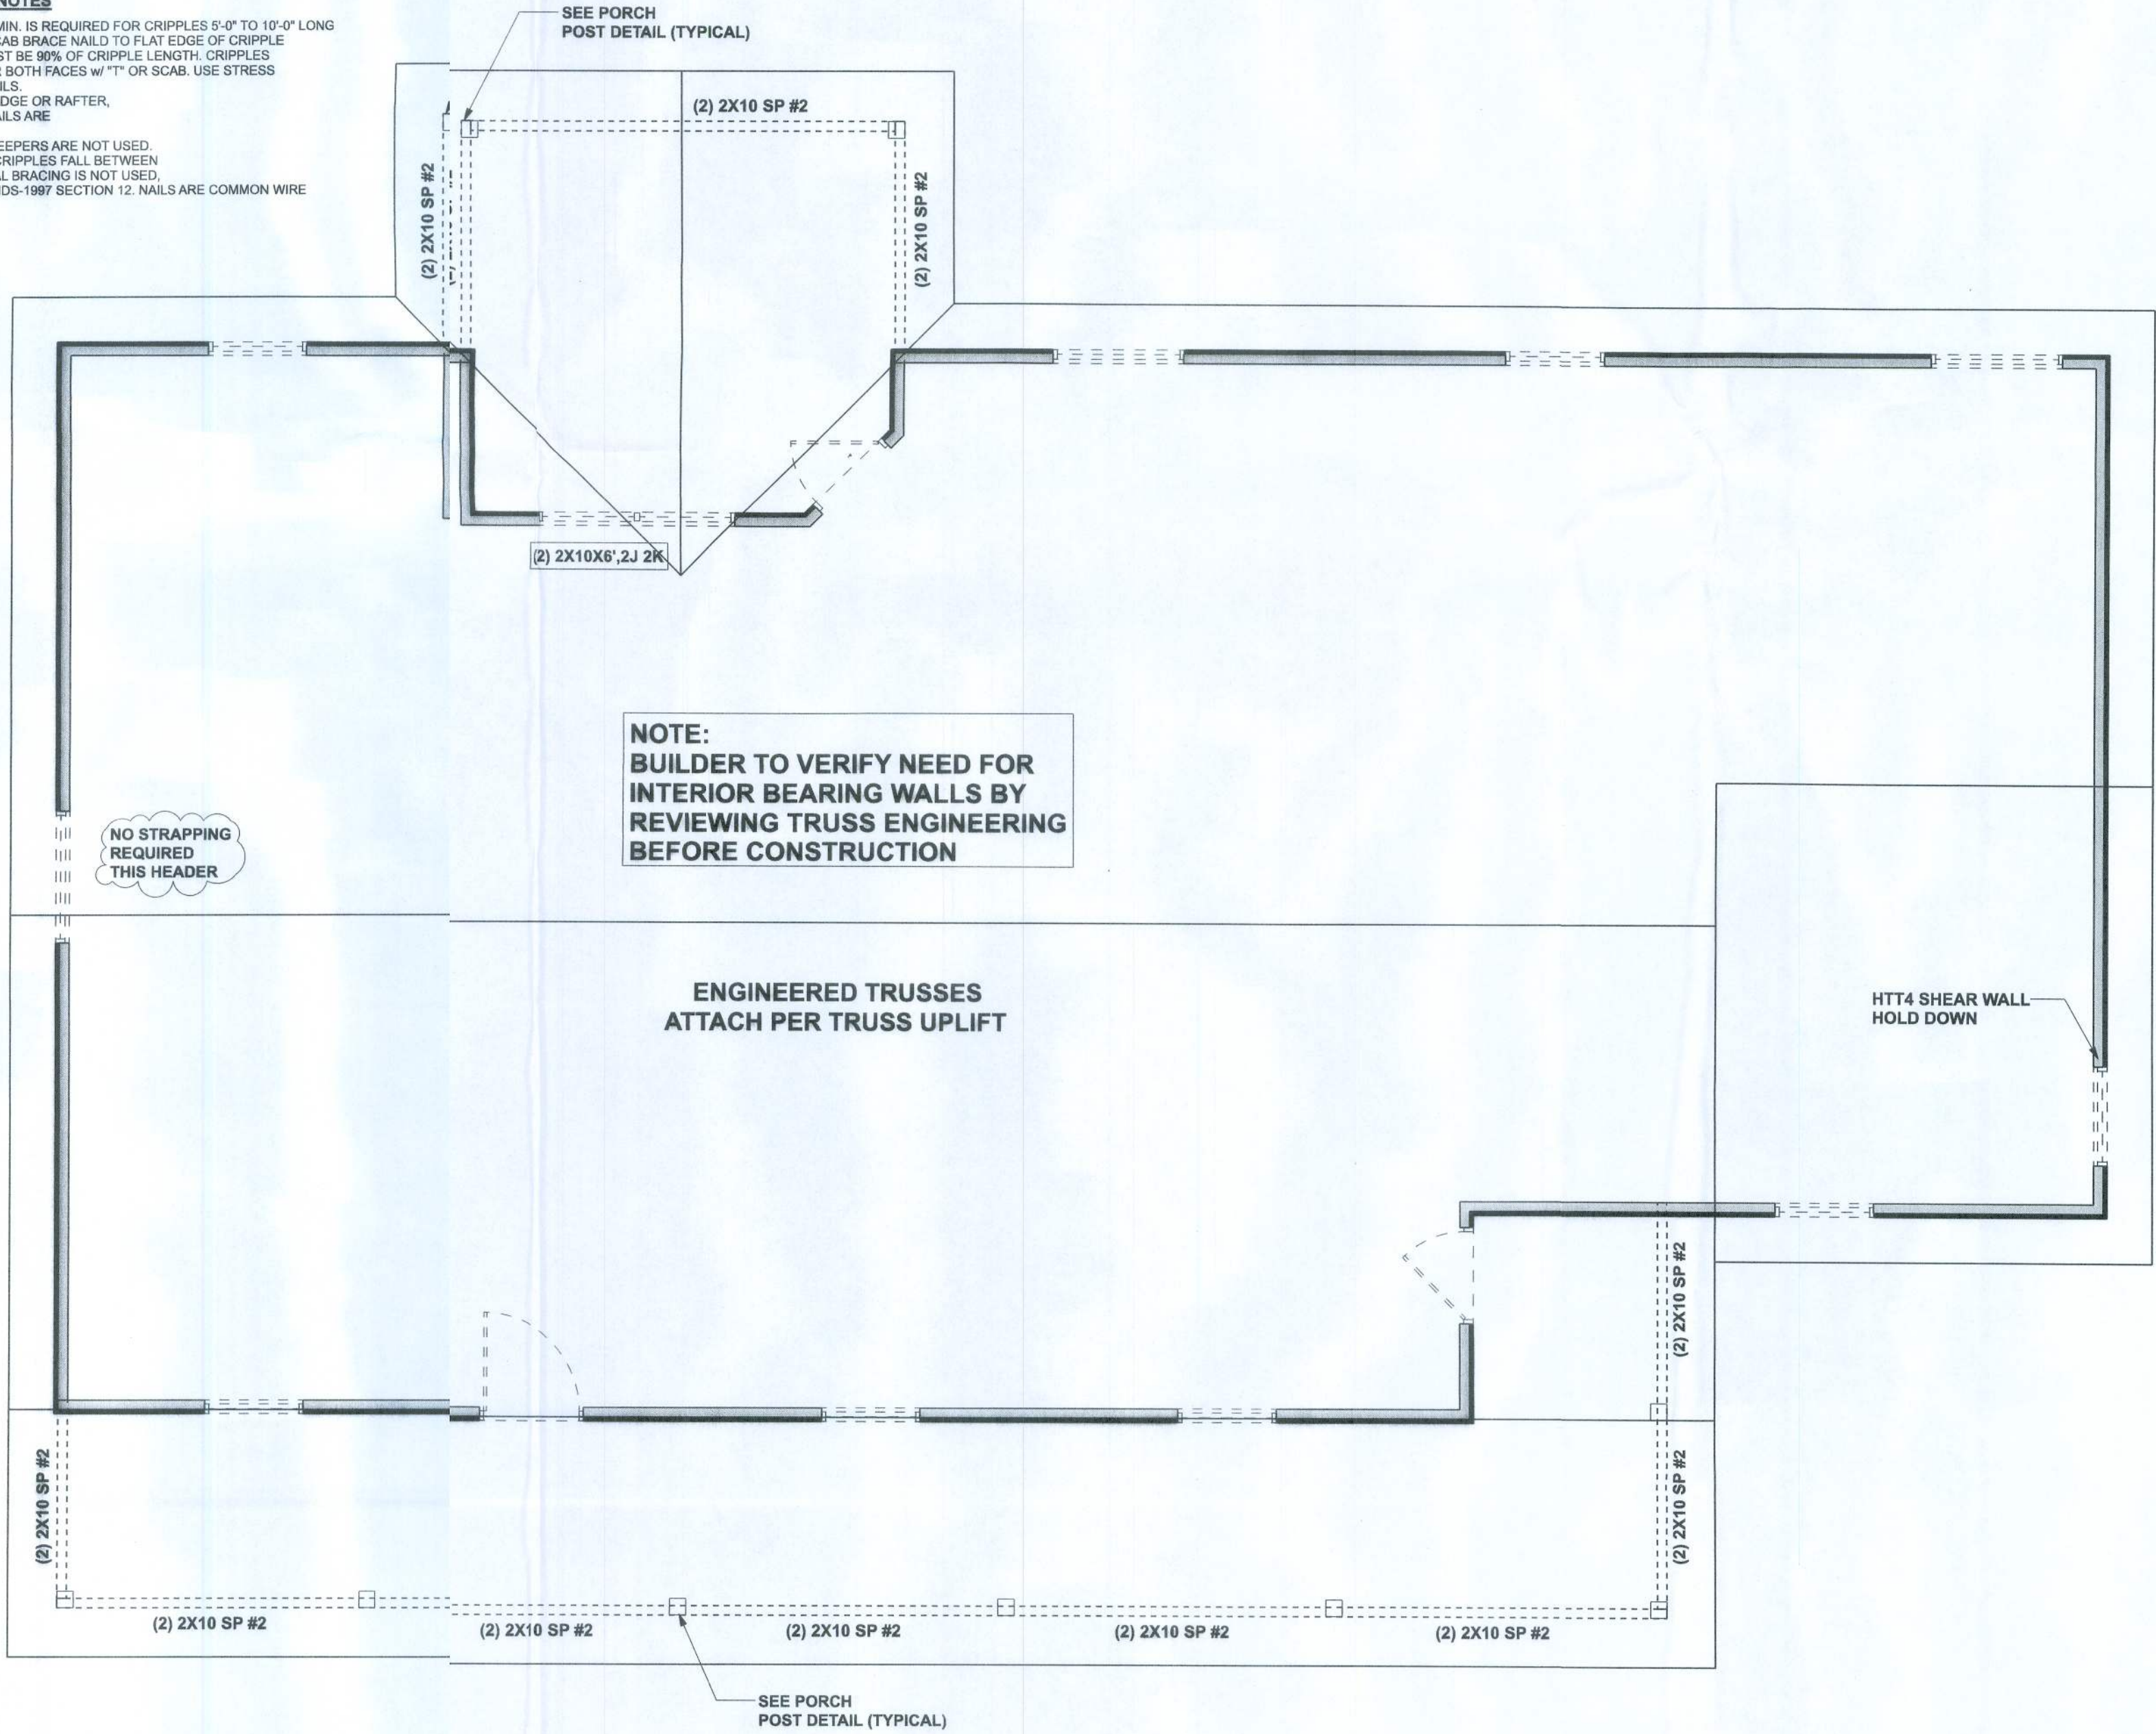 NOTES
MIN. IS REQUIRED FOR CRIPPLES 5'-0" TO 10'-0" LONG
CAB BRACE NAILD TO FLAT EDGE OF CRIPPLE
ST BE 90% OF CRIPPLE LENGTH. CRIPPLES
R BOTH FACES w/ "T" OR SCAB. USE STRESS
ILS.
DGE OR RAFTER,
AILS ARE
EEPERS ARE NOT USED.
CRIPPLES FALL BETWEEN
AL BRACING IS NOT USED,
NDS-1997 SECTION 12. NAILS ARE COMMON WIRE
SEE PORCH
POST DETAIL (TYPICAL)
(2) 2X10 SP #2
(2) 2X10 SP #2
(2) 2X10 SP #2
(2) 2X10X6',2J 2K
NOTE:
BUILDER TO VERIFY NEED FOR
INTERIOR BEARING WALLS BY
REVIEWING TRUSS ENGINEERING
BEFORE CONSTRUCTION
NO STRAPPING
REQUIRED
THIS HEADER
ENGINEERED TRUSSES
ATTACH PER TRUSS UPLIFT
HTT4 SHEAR WALL
HOLD DOWN
(2) 2X10 SP #2
(2) 2X10 SP #2
(2) 2X10 SP #2
(2) 2X10 SP #2
(2) 2X10 SP #2
(2) 2X10 SP #2
(2) 2X10 SP #2
(2) 2X10 SP #2
SEE PORCH
POST DETAIL (TYPICAL)